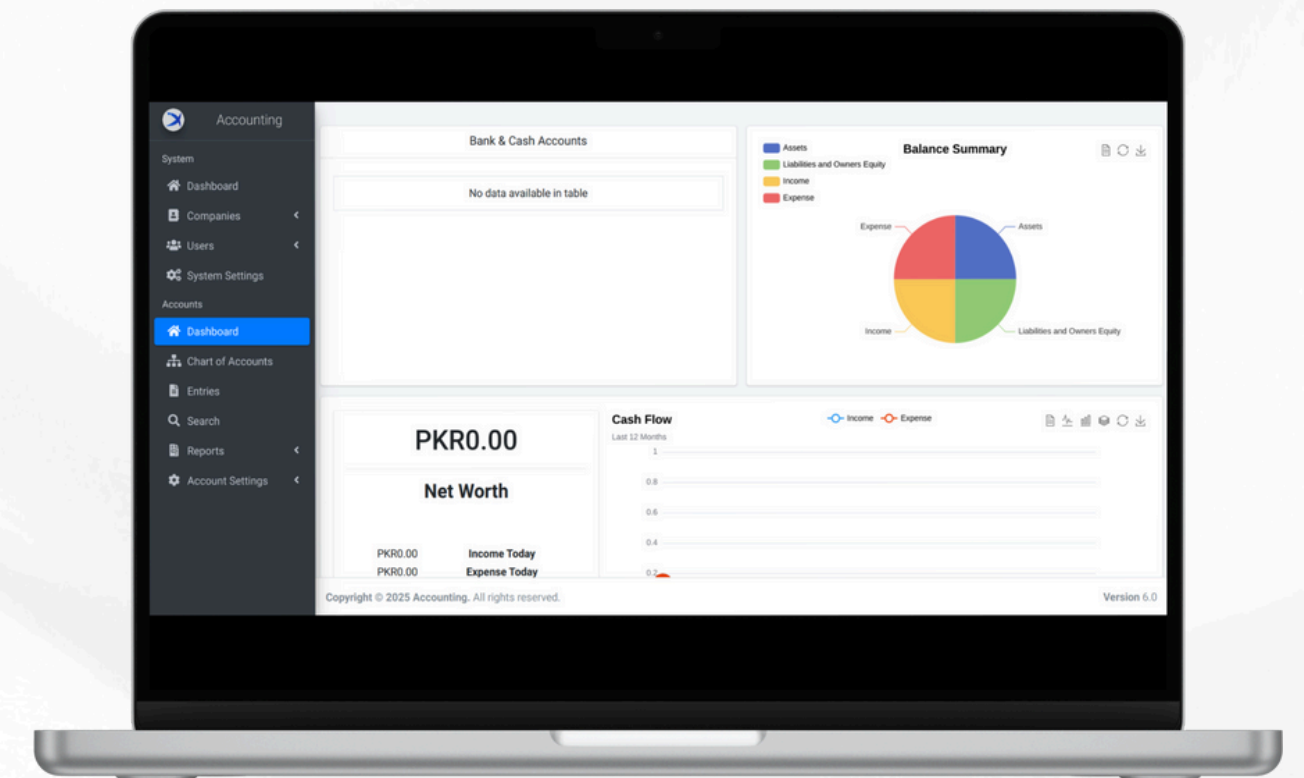 Accounting
System
Dashboard
Companies
Users
System Settings
Accounts
Dashboard
Chart of Accounts
Entries
Search
Reports
Account Settings
Bank & Cash Accounts
No data available in table
Balance Summary
Assets
Liabilities and Owners Equity
Income
Expense
Expense
Assets
Income
Liabilities and Owners Equity
PKR0.00
Net Worth
PKR0.00 Income Today
PKR0.00 Expense Today
Cash Flow
Last 12 Months
Income Expense
1
0.8
0.6
0.4
0.2
Copyright © 2025 Accounting. All rights reserved.
Version 6.0